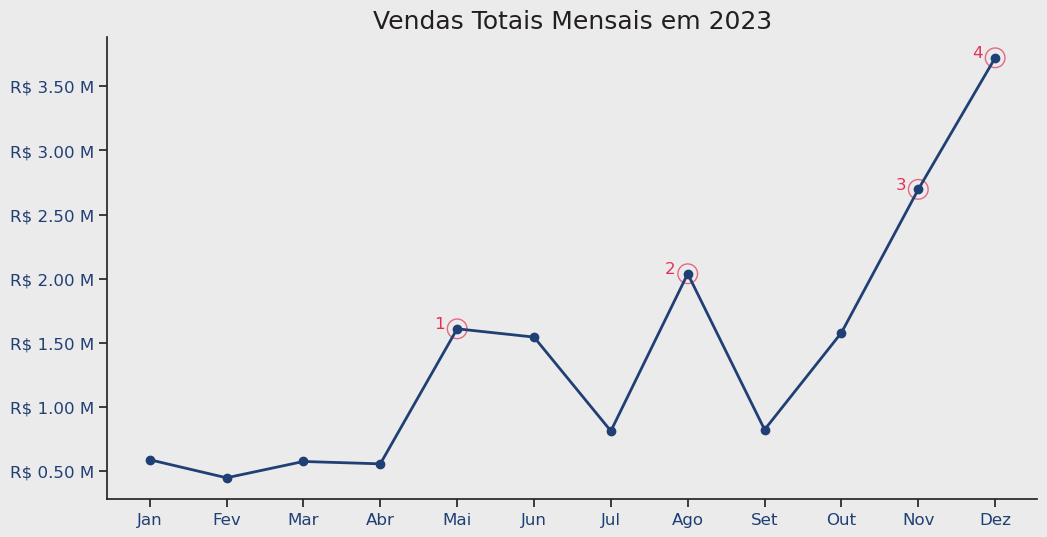 Vendas Totais Mensais em 2023
R$ 3.50 M
R$ 3.00 M
R$ 2.50 M
R$ 2.00 M
R$ 1.50 M
R$ 1.00 M
R$ 0.50 M
1
2
3
4
Jan Fev Mar Abr Mai Jun Jul Ago Set Out Nov Dez